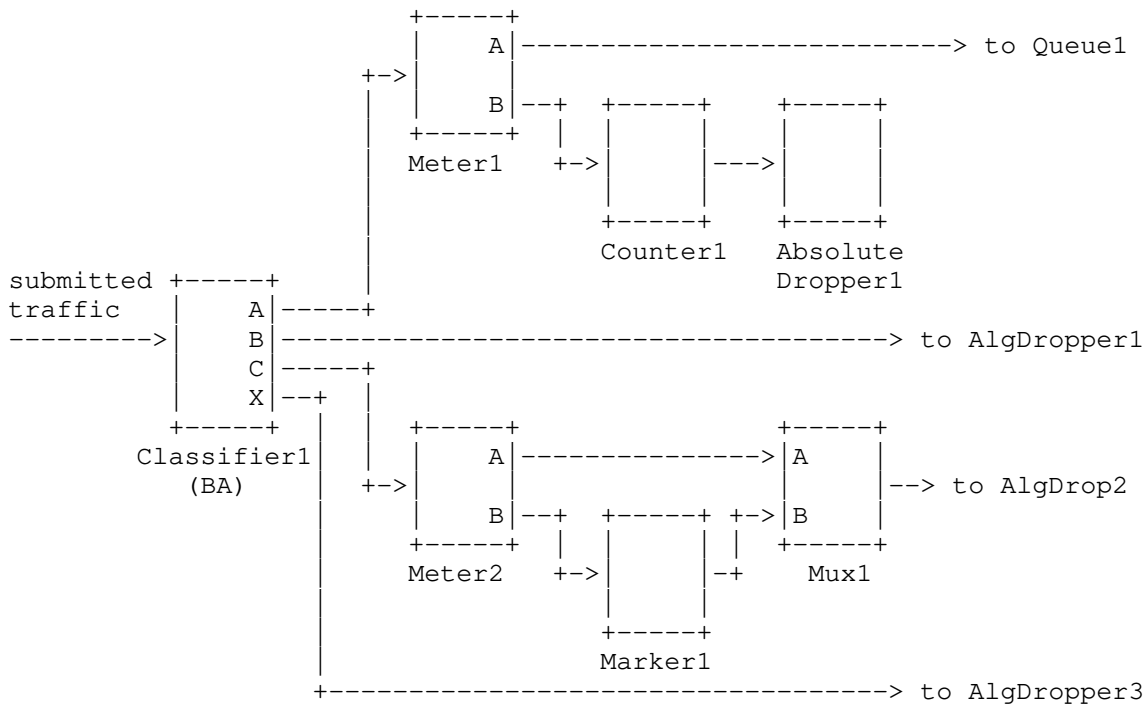 A
to Queue1
B
Meter1
Counter1 Absolute
Dropper1
submitted
traffic
A
B to AlgDropper1
C
X
Classifier1
(BA)
A A
to AlgDrop2
B B
Meter2 Mux1
Marker1
to AlgDropper3